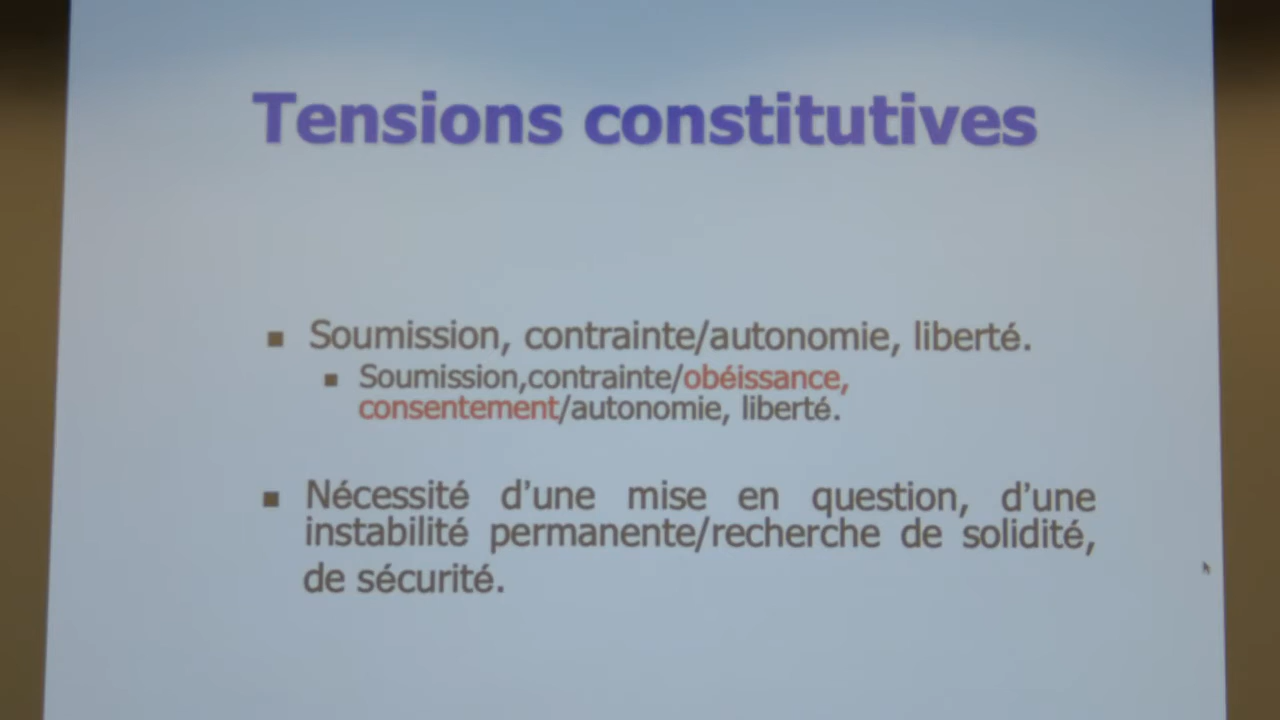 Tensions constitutives
▪ Soumission, contrainte/autonomie, liberté.
▪ Soumission,contrainte/obéissance,
consentement/autonomie, liberté.
▪ Nécessité d’une mise en question, d’une
instabilité permanente/recherche de solidité,
de sécurité.